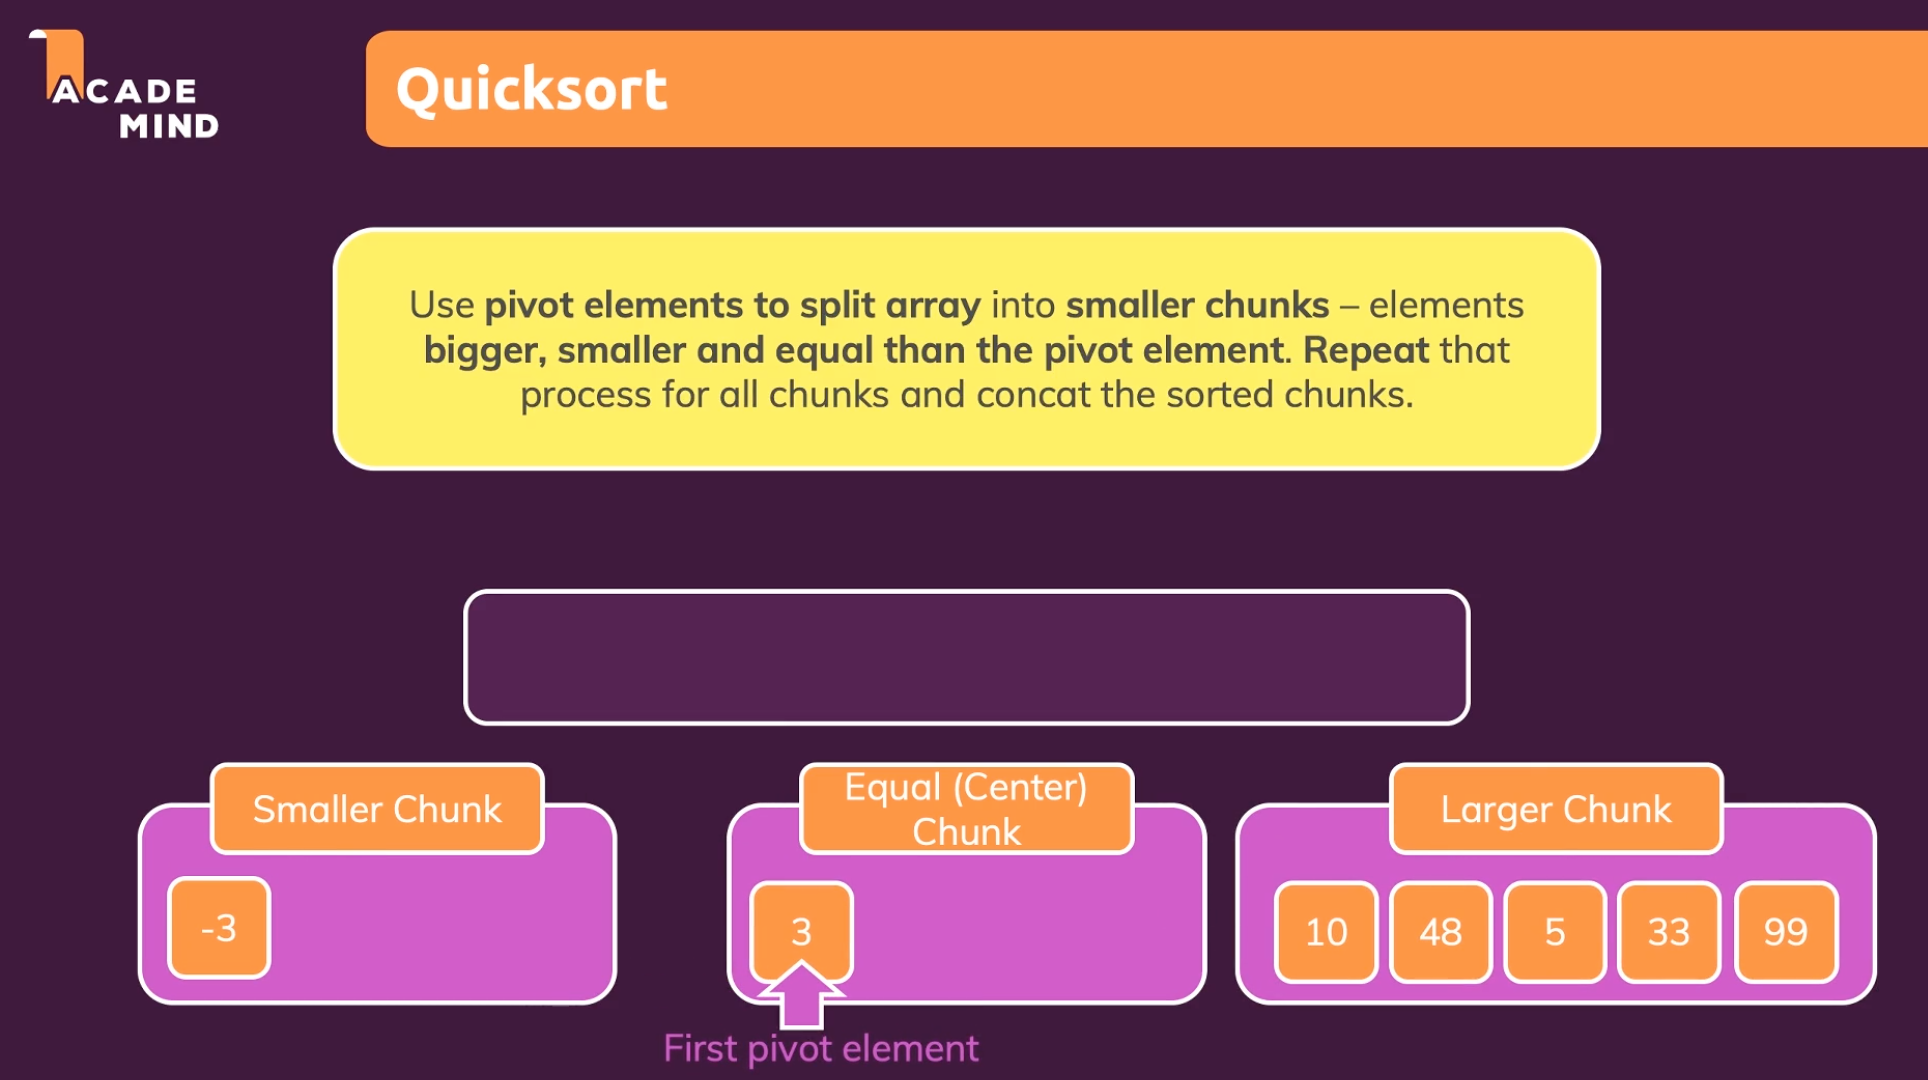 ACADE
MIND
Quicksort
Use pivot elements to split array into smaller chunks – elements
bigger, smaller and equal than the pivot element. Repeat that
process for all chunks and concat the sorted chunks.
Smaller Chunk
-3
Equal (Center)
Chunk
3
First pivot element
Larger Chunk
10 48 5 33 99